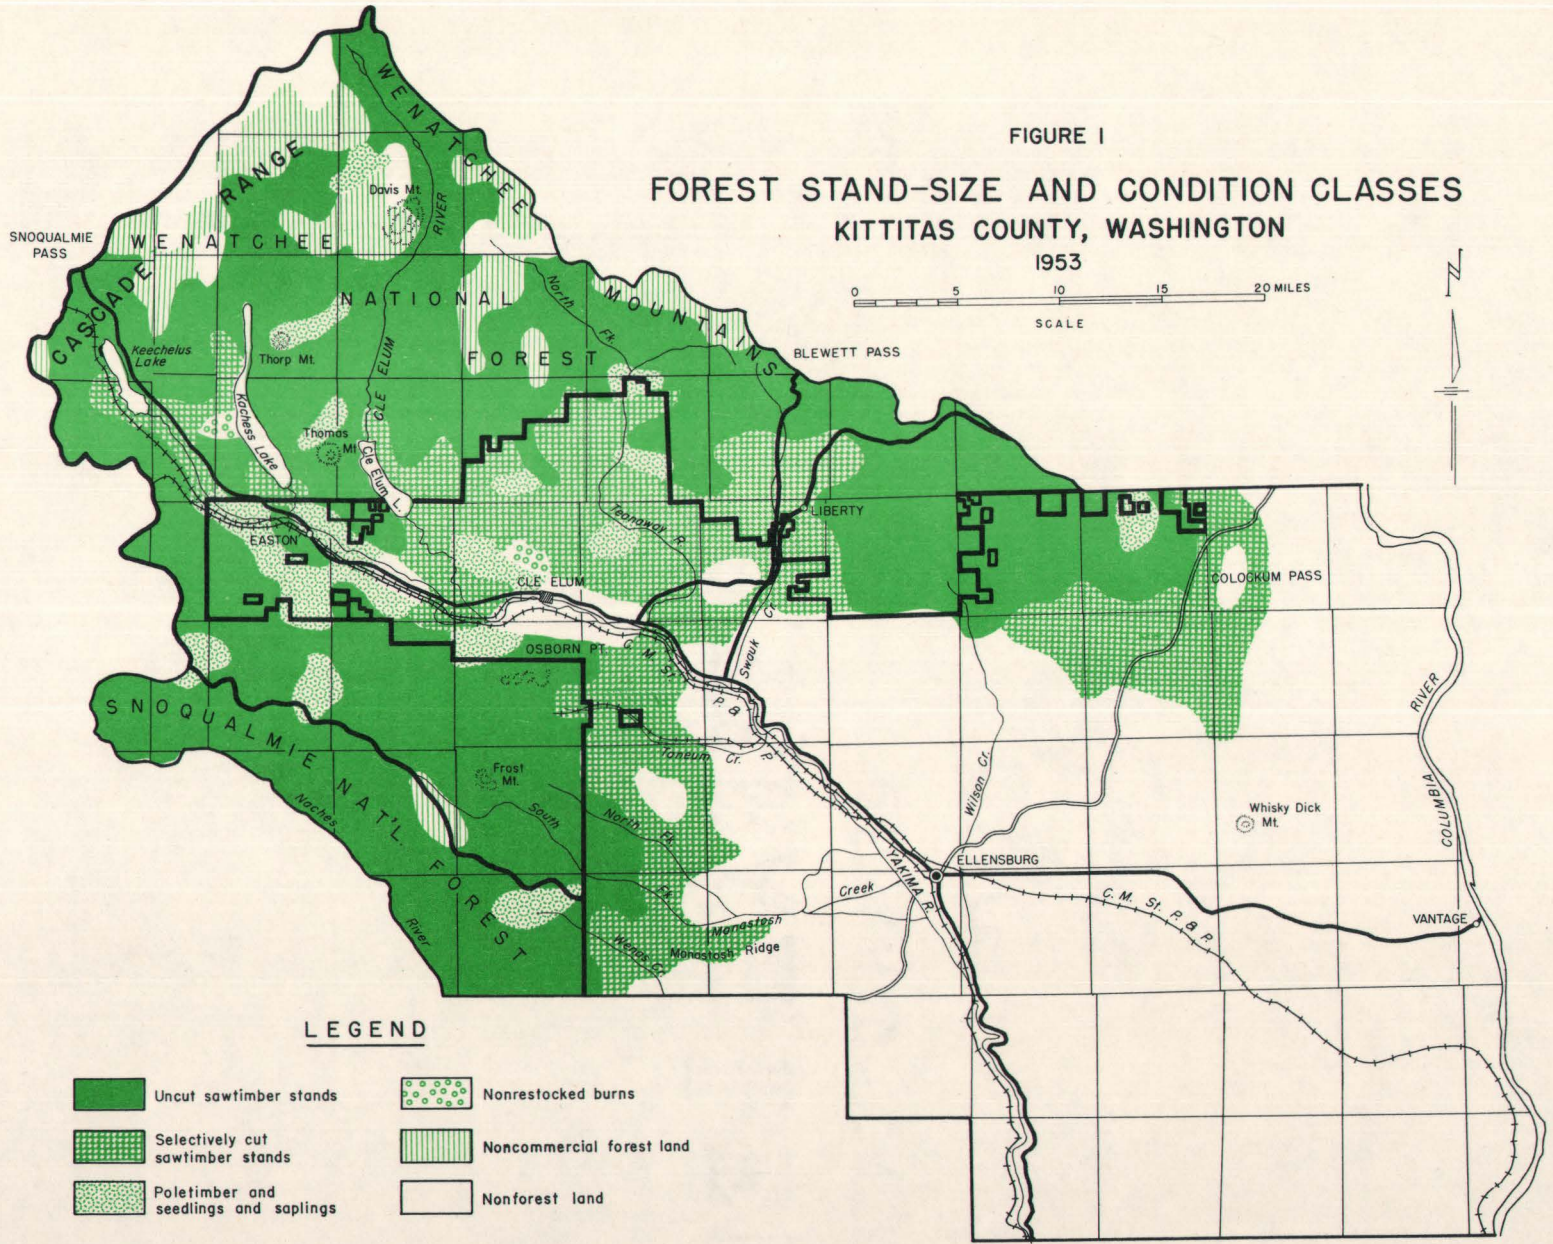 FIGURE 1
FOREST STAND-SIZE AND CONDITION CLASSES
KITTITAS COUNTY, WASHINGTON
1953
0 5 10 15 20 MILES
SCALE
N
WENATCHEE
MOUNTAINS
CASCADE
RANGE
Davis Mt.
RIVER
SNOQUALMIE
PASS
WENATCHEE
NATIONAL
FOREST
North
Fk.
Keechelus
Lake
Thorp Mt.
CLE ELUM
BLEWETT PASS
Kachess Lake
Thomas
Mt
Cle Elum L.
Teanaway R.
LIBERTY
EASTON
CLE ELUM
COLOCKUM PASS
Swauk Cr.
OSBORN PT.
C. M. St. P. & P.
SNOQUALMIE NAT'L. FOREST
Taneum
Cr.
Frost
Mt.
Naches
River
South
Fk.
North
Fk.
Wilson Cr.
Whisky Dick
Mt.
COLUMBIA
RIVER
ELLENSBURG
YAKIMA R.
Creek
Manastash
Manastash Ridge
Wenas Cr.
C. M. St. P. & P.
VANTAGE
LEGEND
Uncut sawtimber stands
Selectively cut
sawtimber stands
Poletimber and
seedlings and saplings
Nonrestocked burns
Noncommercial forest land
Nonforest land